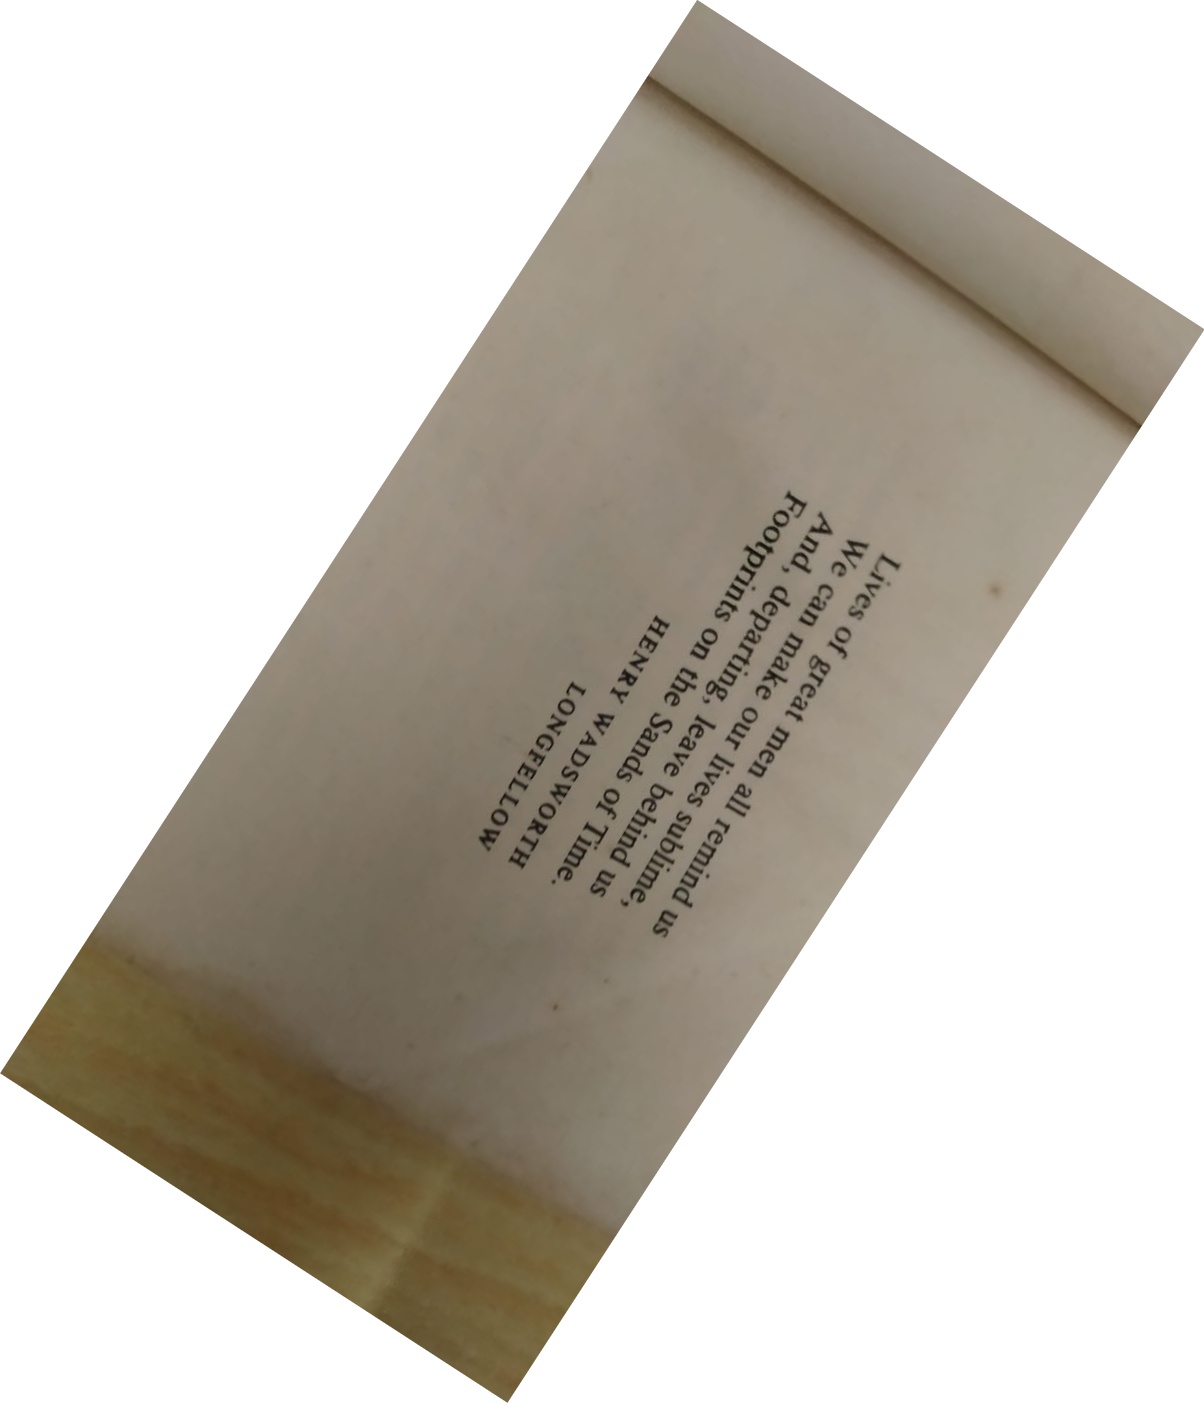 Lives of great men all remind us
We can make our lives sublime,
And, departing, leave behind us
Footprints on the Sands of Time.
HENRY WADSWORTH
LONGFELLOW